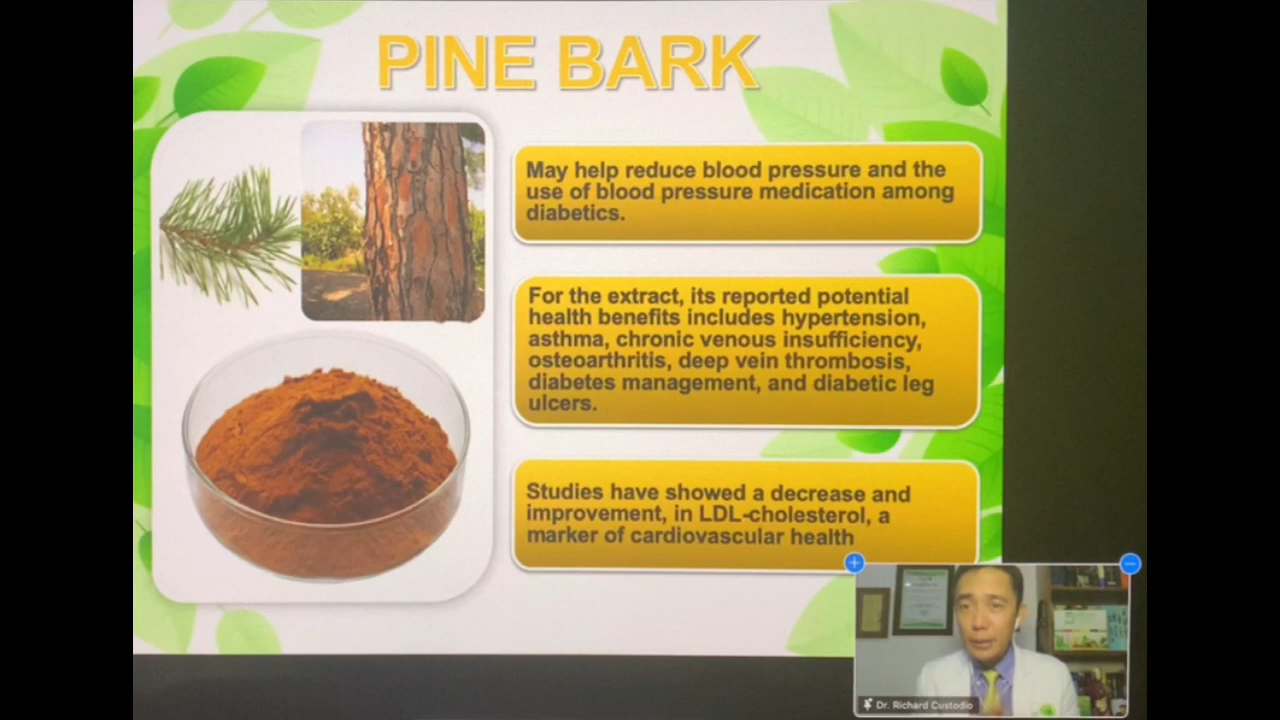 PINE BARK
May help reduce blood pressure and the
use of blood pressure medication among
diabetics.
For the extract, its reported potential
health benefits includes hypertension,
asthma, chronic venous insufficiency,
osteoarthritis, deep vein thrombosis,
diabetes management, and diabetic leg
ulcers.
Studies have showed a decrease and
improvement, in LDL-cholesterol, a
marker of cardiovascular health
Dr. Richard Custodio